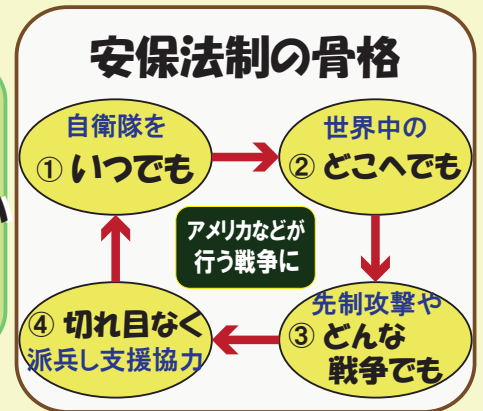 安保法制の骨格
自衛隊を
① いつでも
世界中の
② どこへでも
アメリカなどが
行う戦争に
先制攻撃や
③ どんな
戦争でも
④ 切れ目なく
派兵し支援協力